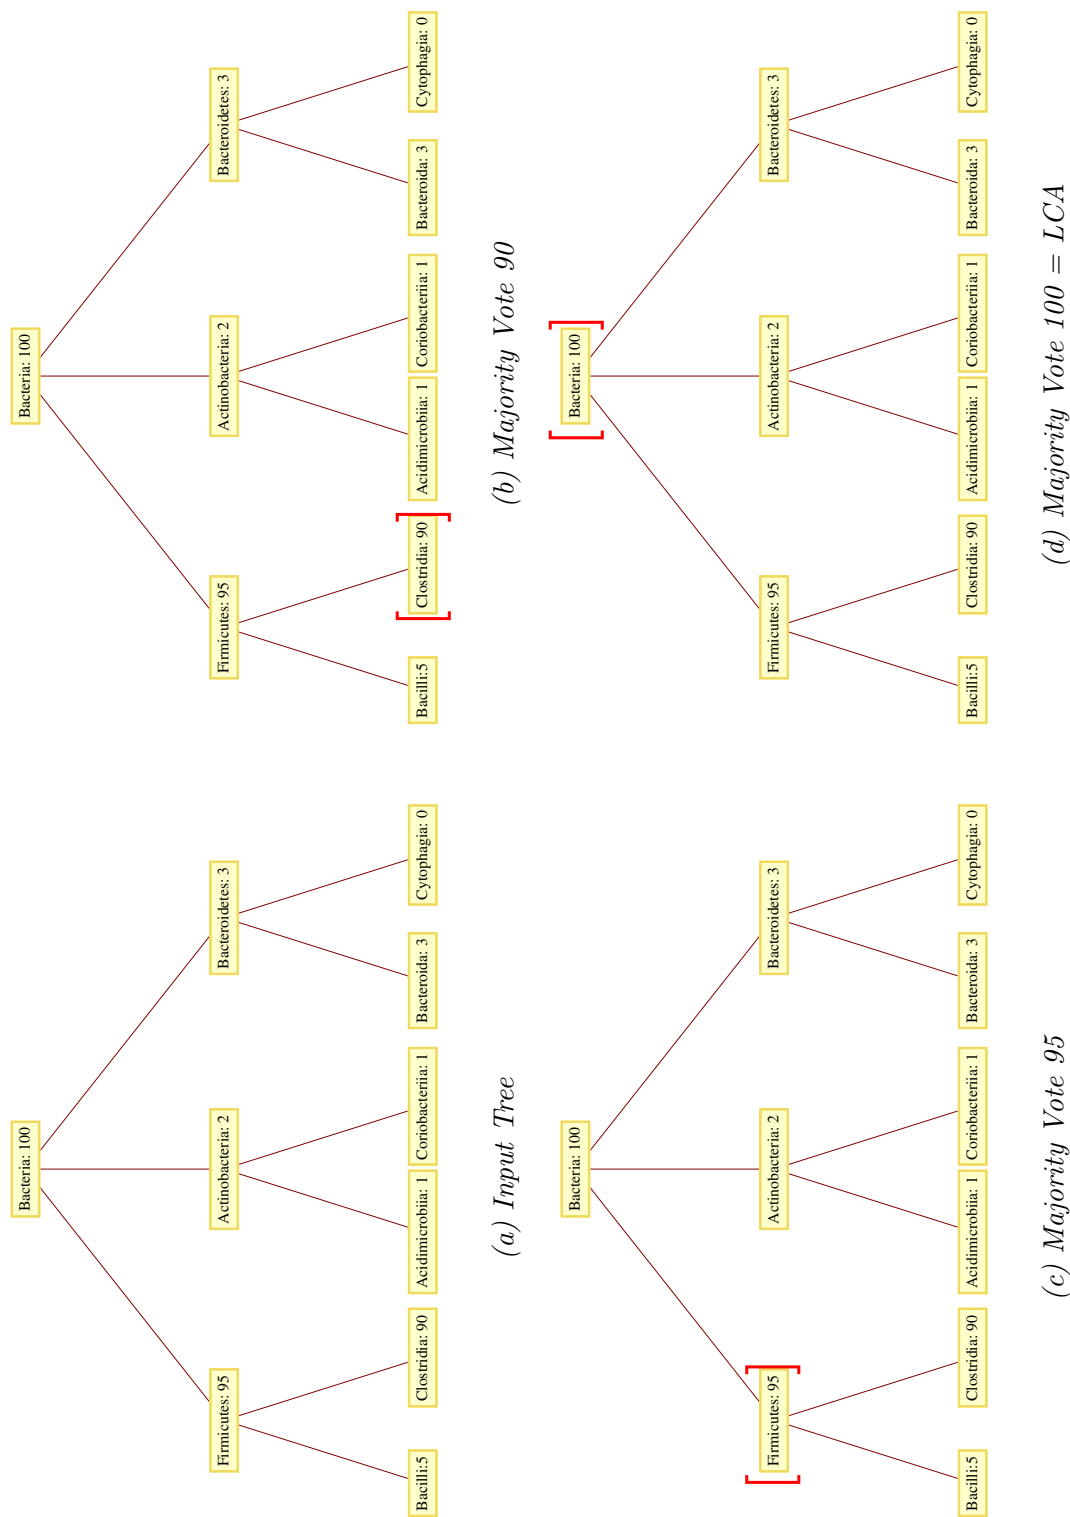 Bacteria: 100
Firmicutes: 95
Actinobacteria: 2
Bacteroidetes: 3
Bacilli:5
Clostridia: 90
Acidimicrobiia: 1
Coriobacteriia: 1
Bacteroida: 3
Cytophagia: 0
(a) Input Tree
Bacteria: 100
Firmicutes: 95
Actinobacteria: 2
Bacteroidetes: 3
Bacilli:5
Clostridia: 90
Acidimicrobiia: 1
Coriobacteriia: 1
Bacteroida: 3
Cytophagia: 0
(b) Majority Vote 90
Bacteria: 100
Firmicutes: 95
Actinobacteria: 2
Bacteroidetes: 3
Bacilli:5
Clostridia: 90
Acidimicrobiia: 1
Coriobacteriia: 1
Bacteroida: 3
Cytophagia: 0
(c) Majority Vote 95
Bacteria: 100
Firmicutes: 95
Actinobacteria: 2
Bacteroidetes: 3
Bacilli:5
Clostridia: 90
Acidimicrobiia: 1
Coriobacteriia: 1
Bacteroida: 3
Cytophagia: 0
(d) Majority Vote 100 = LCA